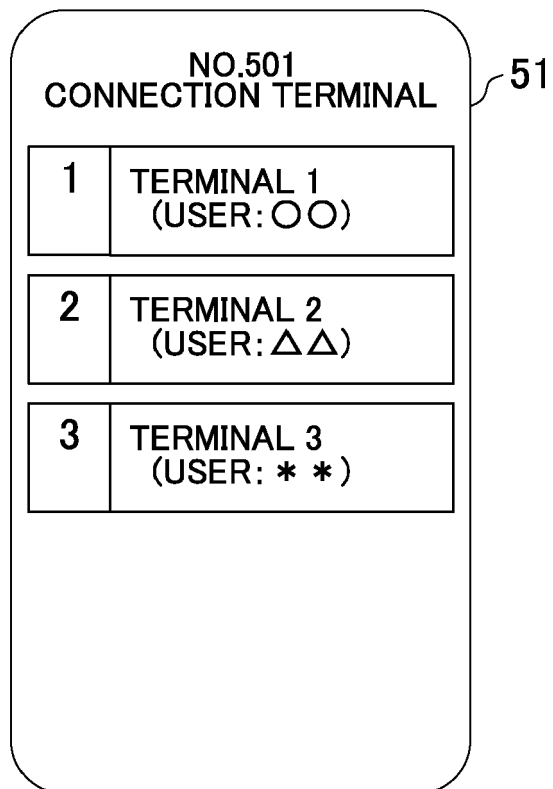 NO.501
CONNECTION TERMINAL
51
1
TERMINAL 1
(USER:○○)
2
TERMINAL 2
(USER:△△)
3
TERMINAL 3
(USER:＊＊)